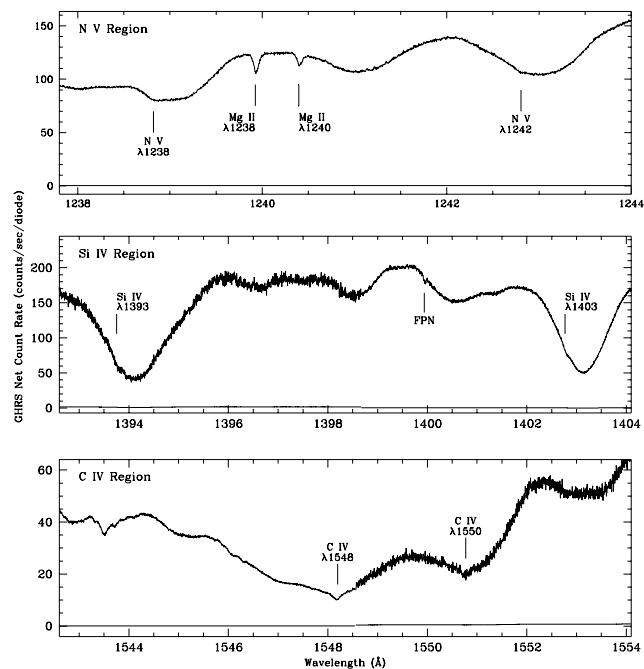 N V Region
150
100
50
0
Mg II
λ1238
Mg II
λ1240
N V
λ1238
N V
λ1242
1238
1240
1242
1244
GHRS Net Count Rate (counts/sec/diode)
Si IV Region
200
150
100
50
0
Si IV
λ1393
FPN
Si IV
λ1403
1394
1396
1398
1400
1402
1404
C IV Region
60
40
20
0
C IV
λ1548
C IV
λ1550
1544
1546
1548
1550
1552
1554
Wavelength (Å)